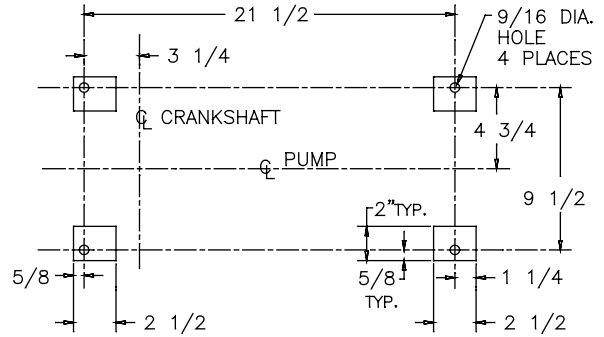 21 1/2
9/16 DIA.
HOLE
4 PLACES
3 1/4
℄ CRANKSHAFT
4 3/4
℄ PUMP
9 1/2
2" TYP.
5/8
5/8
TYP.
1 1/4
2 1/2
2 1/2